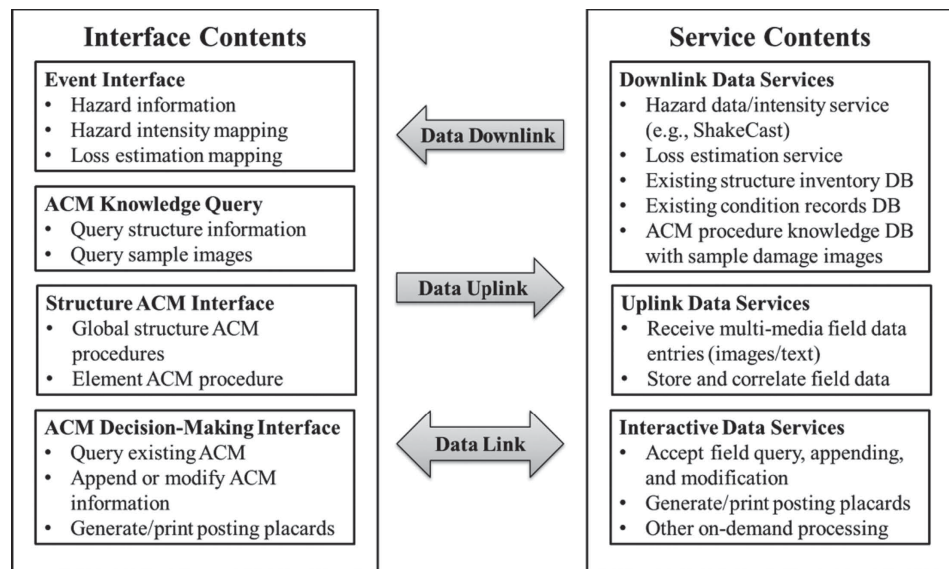 Interface Contents
Event Interface
• Hazard information
• Hazard intensity mapping
• Loss estimation mapping
ACM Knowledge Query
• Query structure information
• Query sample images
Structure ACM Interface
• Global structure ACM
procedures
• Element ACM procedure
ACM Decision-Making Interface
• Query existing ACM
• Append or modify ACM
information
• Generate/print posting placards
Data Downlink
Data Uplink
Data Link
Service Contents
Downlink Data Services
• Hazard data/intensity service
(e.g., ShakeCast)
• Loss estimation service
• Existing structure inventory DB
• Existing condition records DB
• ACM procedure knowledge DB
with sample damage images
Uplink Data Services
• Receive multi-media field data
entries (images/text)
• Store and correlate field data
Interactive Data Services
• Accept field query, appending,
and modification
• Generate/print posting placards
• Other on-demand processing